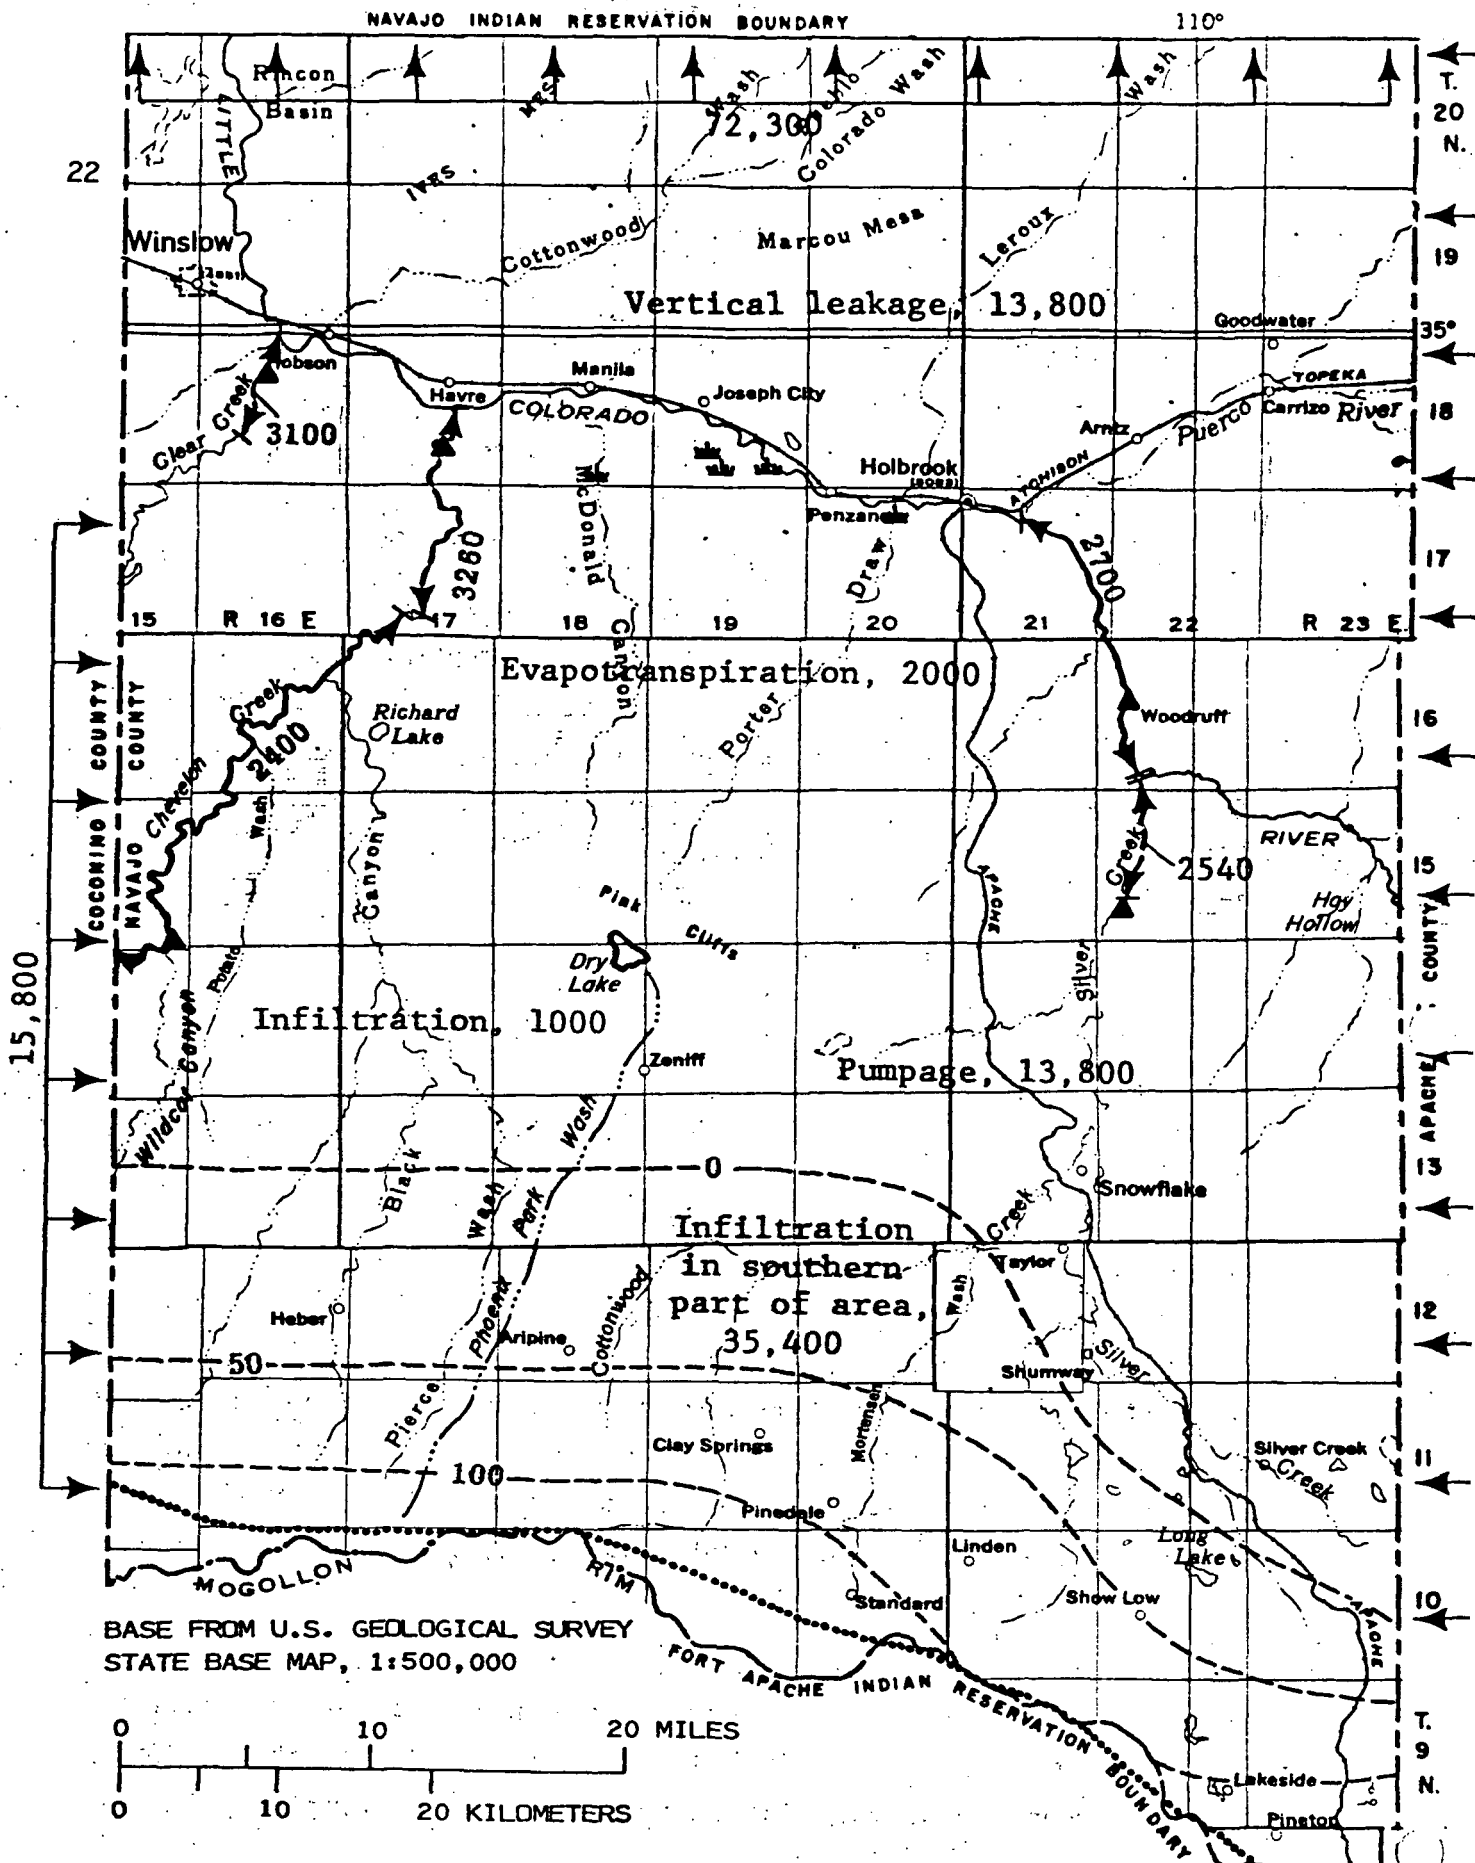 NAVAJO INDIAN RESERVATION BOUNDARY
110°
Rincon
Basin
LITTLE
Wash
Wash
Wash
72,300
Colorado
T.
20
N.
22
IVES
MESA
Cottonwood
Marcou Mesa
Leroux
19
Winslow
Vertical leakage, 13,800
Goodwater
35°
Hobson
Manila
Joseph City
TOPEKA
Havre
COLORADO
Carrizo
River
18
Clear Creek
3100
Arntz
Puerco
Holbrook
(5083)
ATCHISON
Penzance
McDonald
3260
Draw
2700
17
15
R 16 E
17
18
19
20
21
22
R 23 E
Canyon
Evapotranspiration, 2000
COCONINO COUNTY
NAVAJO COUNTY
Creek
Richard
Lake
Porter
Woodruff
16
2400
Chevelon
Wash
Canyon
RIVER
Creek
2540
15
APACHE
Pink
Cliffs
Hay
Hollow
Dry
Lake
Potato
Silver
COUNTY
15,800
Infiltration, 1000
Wildcat Canyon
Zeniff
Pumpage, 13,800
Wash
APACHE
0
13
Black
Snowflake
Wash
Park
Creek
Infiltration
in southern
part of area,
35,400
Taylor
Wash
Heber
Phoenix
Cottonwood
12
Aripine
50
Silver
Shumway
Pierce
Mortensen
Clay Springs
Silver Creek
Creek
11
100
Pinedale
Long
Lake
Linden
MOGOLLON
RIM
Standard
Show Low
APACHE
10
BASE FROM U.S. GEOLOGICAL SURVEY
STATE BASE MAP, 1:500,000
FORT APACHE INDIAN RESERVATION BOUNDARY
0 10 20 MILES
T.
9
N.
Lakeside
0 10 20 KILOMETERS
Pinetop